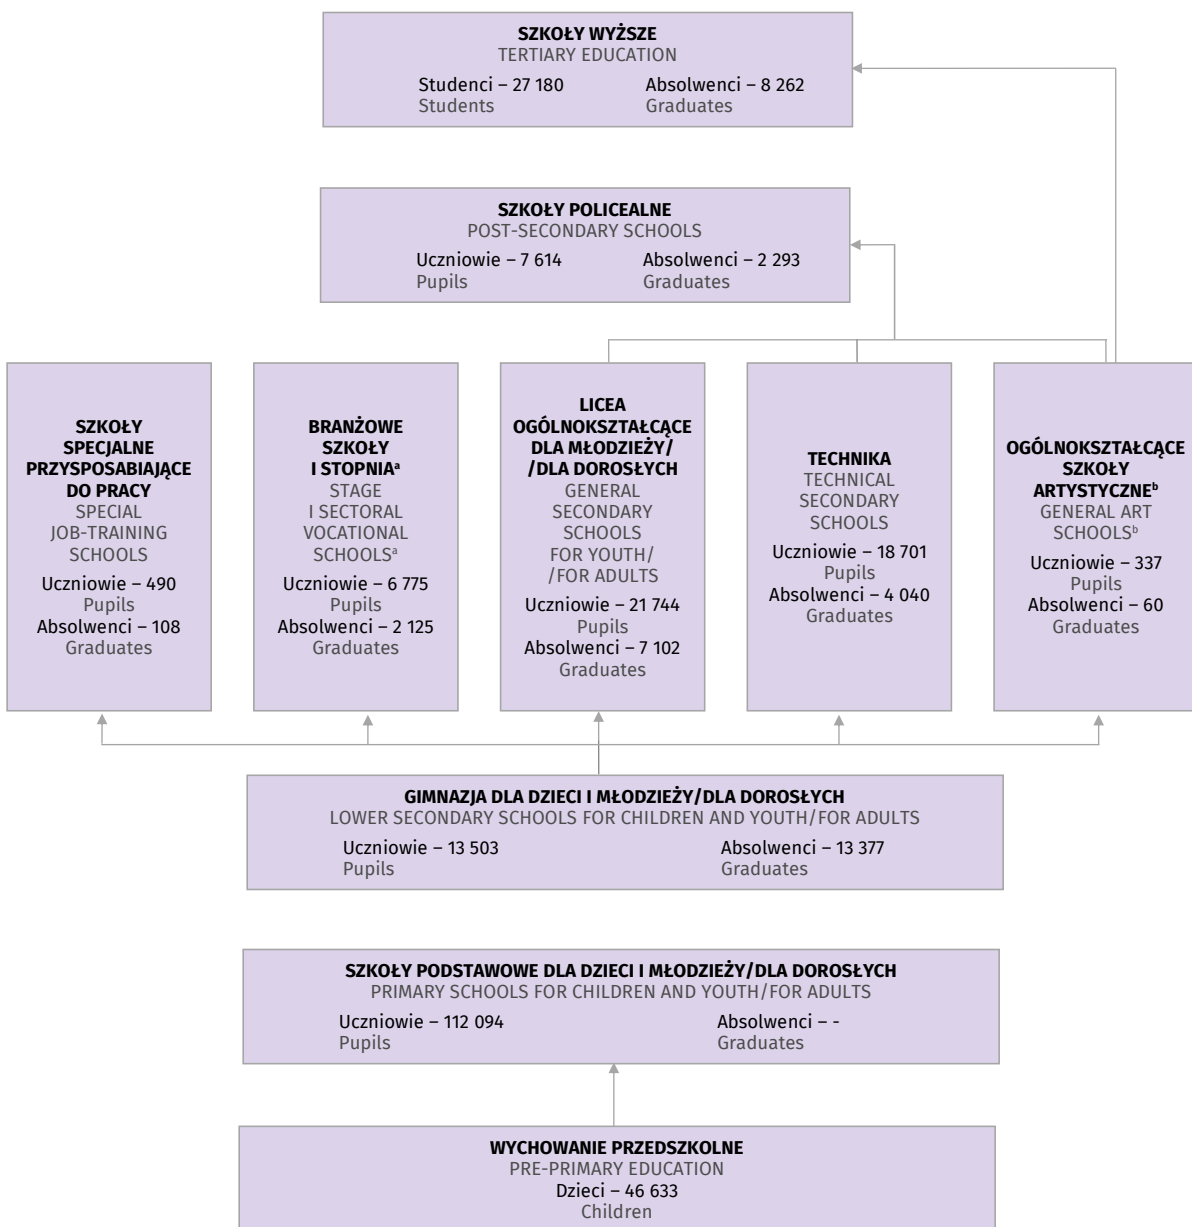 SZKOŁY WYŻSZE
TERTIARY EDUCATION
Studenci – 27 180 Absolwenci – 8 262
Students Graduates
SZKOŁY POLICEALNE
POST-SECONDARY SCHOOLS
Uczniowie – 7 614 Absolwenci – 2 293
Pupils Graduates
SZKOŁY
SPECJALNE
PRZYSPOSABIAJĄCE
DO PRACY
SPECIAL
JOB-TRAINING
SCHOOLS
Uczniowie – 490
Pupils
Absolwenci – 108
Graduates
BRANŻOWE
SZKOŁY
I STOPNIAᵃ
STAGE
I SECTORAL
VOCATIONAL
SCHOOLSᵃ
Uczniowie – 6 775
Pupils
Absolwenci – 2 125
Graduates
LICEA
OGÓLNOKSZTAŁCĄCE
DLA MŁODZIEŻY/
/DLA DOROSŁYCH
GENERAL
SECONDARY
SCHOOLS
FOR YOUTH/
/FOR ADULTS
Uczniowie – 21 744
Pupils
Absolwenci – 7 102
Graduates
TECHNIKA
TECHNICAL
SECONDARY
SCHOOLS
Uczniowie – 18 701
Pupils
Absolwenci – 4 040
Graduates
OGÓLNOKSZTAŁCĄCE
SZKOŁY
ARTYSTYCZNEᵇ
GENERAL ART
SCHOOLSᵇ
Uczniowie – 337
Pupils
Absolwenci – 60
Graduates
GIMNAZJA DLA DZIECI I MŁODZIEŻY/DLA DOROSŁYCH
LOWER SECONDARY SCHOOLS FOR CHILDREN AND YOUTH/FOR ADULTS
Uczniowie – 13 503 Absolwenci – 13 377
Pupils Graduates
SZKOŁY PODSTAWOWE DLA DZIECI I MŁODZIEŻY/DLA DOROSŁYCH
PRIMARY SCHOOLS FOR CHILDREN AND YOUTH/FOR ADULTS
Uczniowie – 112 094 Absolwenci – -
Pupils Graduates
WYCHOWANIE PRZEDSZKOLNE
PRE-PRIMARY EDUCATION
Dzieci – 46 633
Children